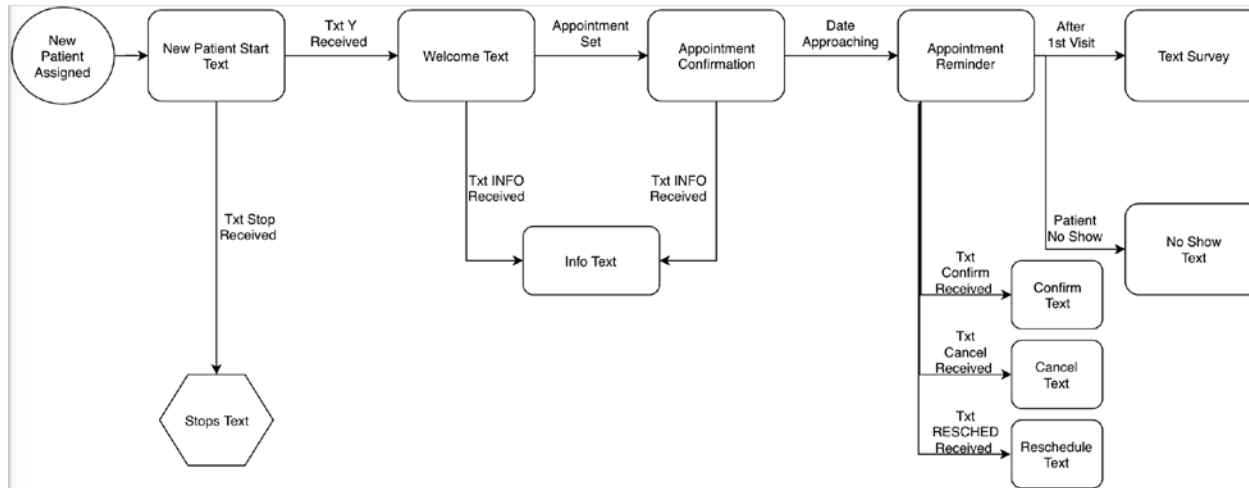 New
Patient
Assigned
New Patient Start
Text
Txt Y
Received
Welcome Text
Appointment
Set
Appointment
Confirmation
Date
Approaching
Appointment
Reminder
After
1st Visit
Text Survey
Txt INFO
Received
Txt INFO
Received
Info Text
Txt Stop
Received
Stops Text
Patient
No Show
No Show
Text
Txt
Confirm
Received
Confirm
Text
Txt
Cancel
Received
Cancel
Text
Txt
RESCHED
Received
Reschedule
Text